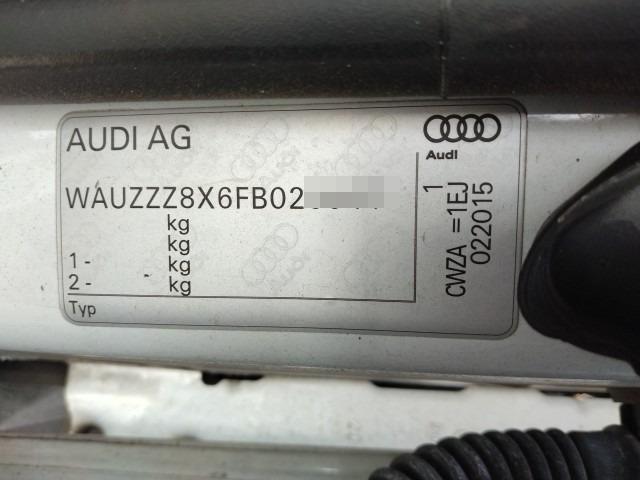 AUDI AG
Audi
WAUZZZ8X6FB02
kg
kg
1 - kg
2 - kg
Typ
1
CWZA =1EJ
022015